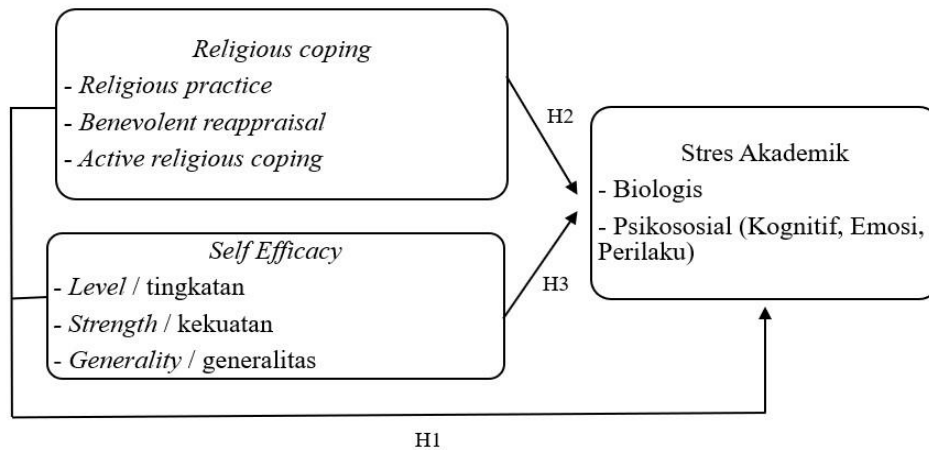 Religious coping
- Religious practice
- Benevolent reappraisal
- Active religious coping
H2
Stres Akademik
- Biologis
- Psikososial (Kognitif, Emosi,
Perilaku)
Self Efficacy
- Level / tingkatan
- Strength / kekuatan
- Generality / generalitas
H3
H1